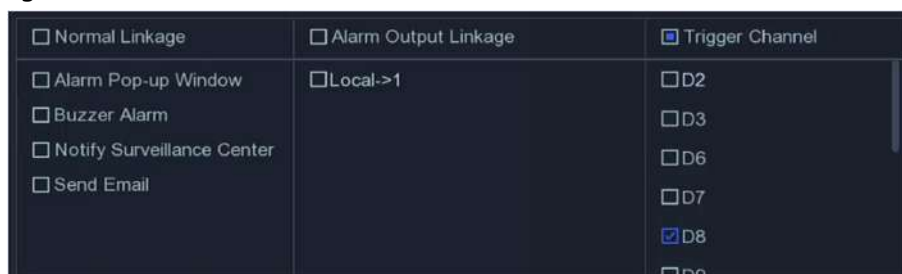 Normal Linkage
Alarm Output Linkage
Trigger Channel
Alarm Pop-up Window
Buzzer Alarm
Notify Surveillance Center
Send Email
Local->1
D2
D3
D6
D7
D8